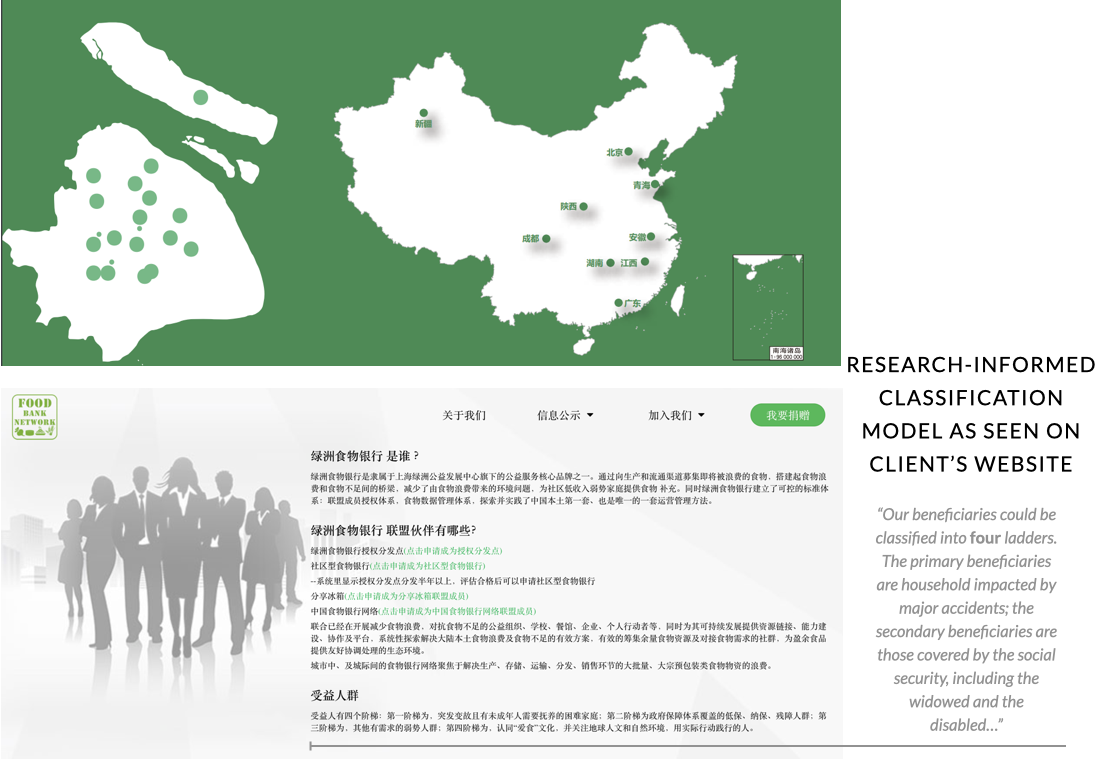 新疆
北京
青海
陕西
成都
安徽
湖南
江西
广东
南海诸岛
1:96 000 000
RESEARCH-INFORMED
CLASSIFICATION
MODEL AS SEEN ON
CLIENT'S WEBSITE
FOOD
BANK
NETWORK
关于我们
信息公示
加入我们
我要捐赠
绿洲食物银行 是谁 ?
绿洲食物银行是隶属于上海绿洲公益发展中心旗下的公益服务核心品牌之一。通过向生产和流通渠道募集即将被浪费的食物，搭建起食物浪
费和食物不足间的桥梁，减少了由食物浪费带来的环境问题，为社区低收入弱势家庭提供食物 补充。同时绿洲食物银行建立了可控的标准体
系：联盟成员授权体系，食物数据管理体系，探索并实践了中国本土第一套、也是唯一的一套运营管理方法。
绿洲食物银行 联盟伙伴有哪些?
绿洲食物银行授权分发点(点击申请成为授权分发点)
社区型食物银行(点击申请成为社区型食物银行)
--系统里显示授权分发点分发半年以上，评估合格后可以申请社区型食物银行
分享冰箱(点击申请成为分享冰箱联盟成员)
中国食物银行网络(点击申请成为中国食物银行网络联盟成员)
联合已经在开展减少食物浪费、对抗食物不足的公益组织、学校、餐馆、企业、个人行动者等，同时为其可持续发展提供资源链接、能力建
设、协作及平台，系统性探索解决大陆本土食物浪费及食物不足的有效方案，有效的筹集余量食物资源及对接食物需求的社群，为盈余食品
提供友好协调处理的生态环境。
城市中、及城际间的食物银行网络聚焦于解决生产、存储、运输、分发、销售环节的大批量、大宗预包装类食物物资的浪费。
受益人群
受益人有四个阶梯：第一阶梯为，突发变故且有未成年人需要抚养的困难家庭；第二阶梯为政府保障体系覆盖的低保、纳保、残障人群；第
三阶梯为，其他有需求的弱势人群；第四阶梯为，认同“爱食”文化，并关注地球人文和自然环境，用实际行动践行的人。
“Our beneficiaries could be
classified into four ladders.
The primary beneficiaries
are household impacted by
major accidents; the
secondary beneficiaries are
those covered by the social
security, including the
widowed and the
disabled…”